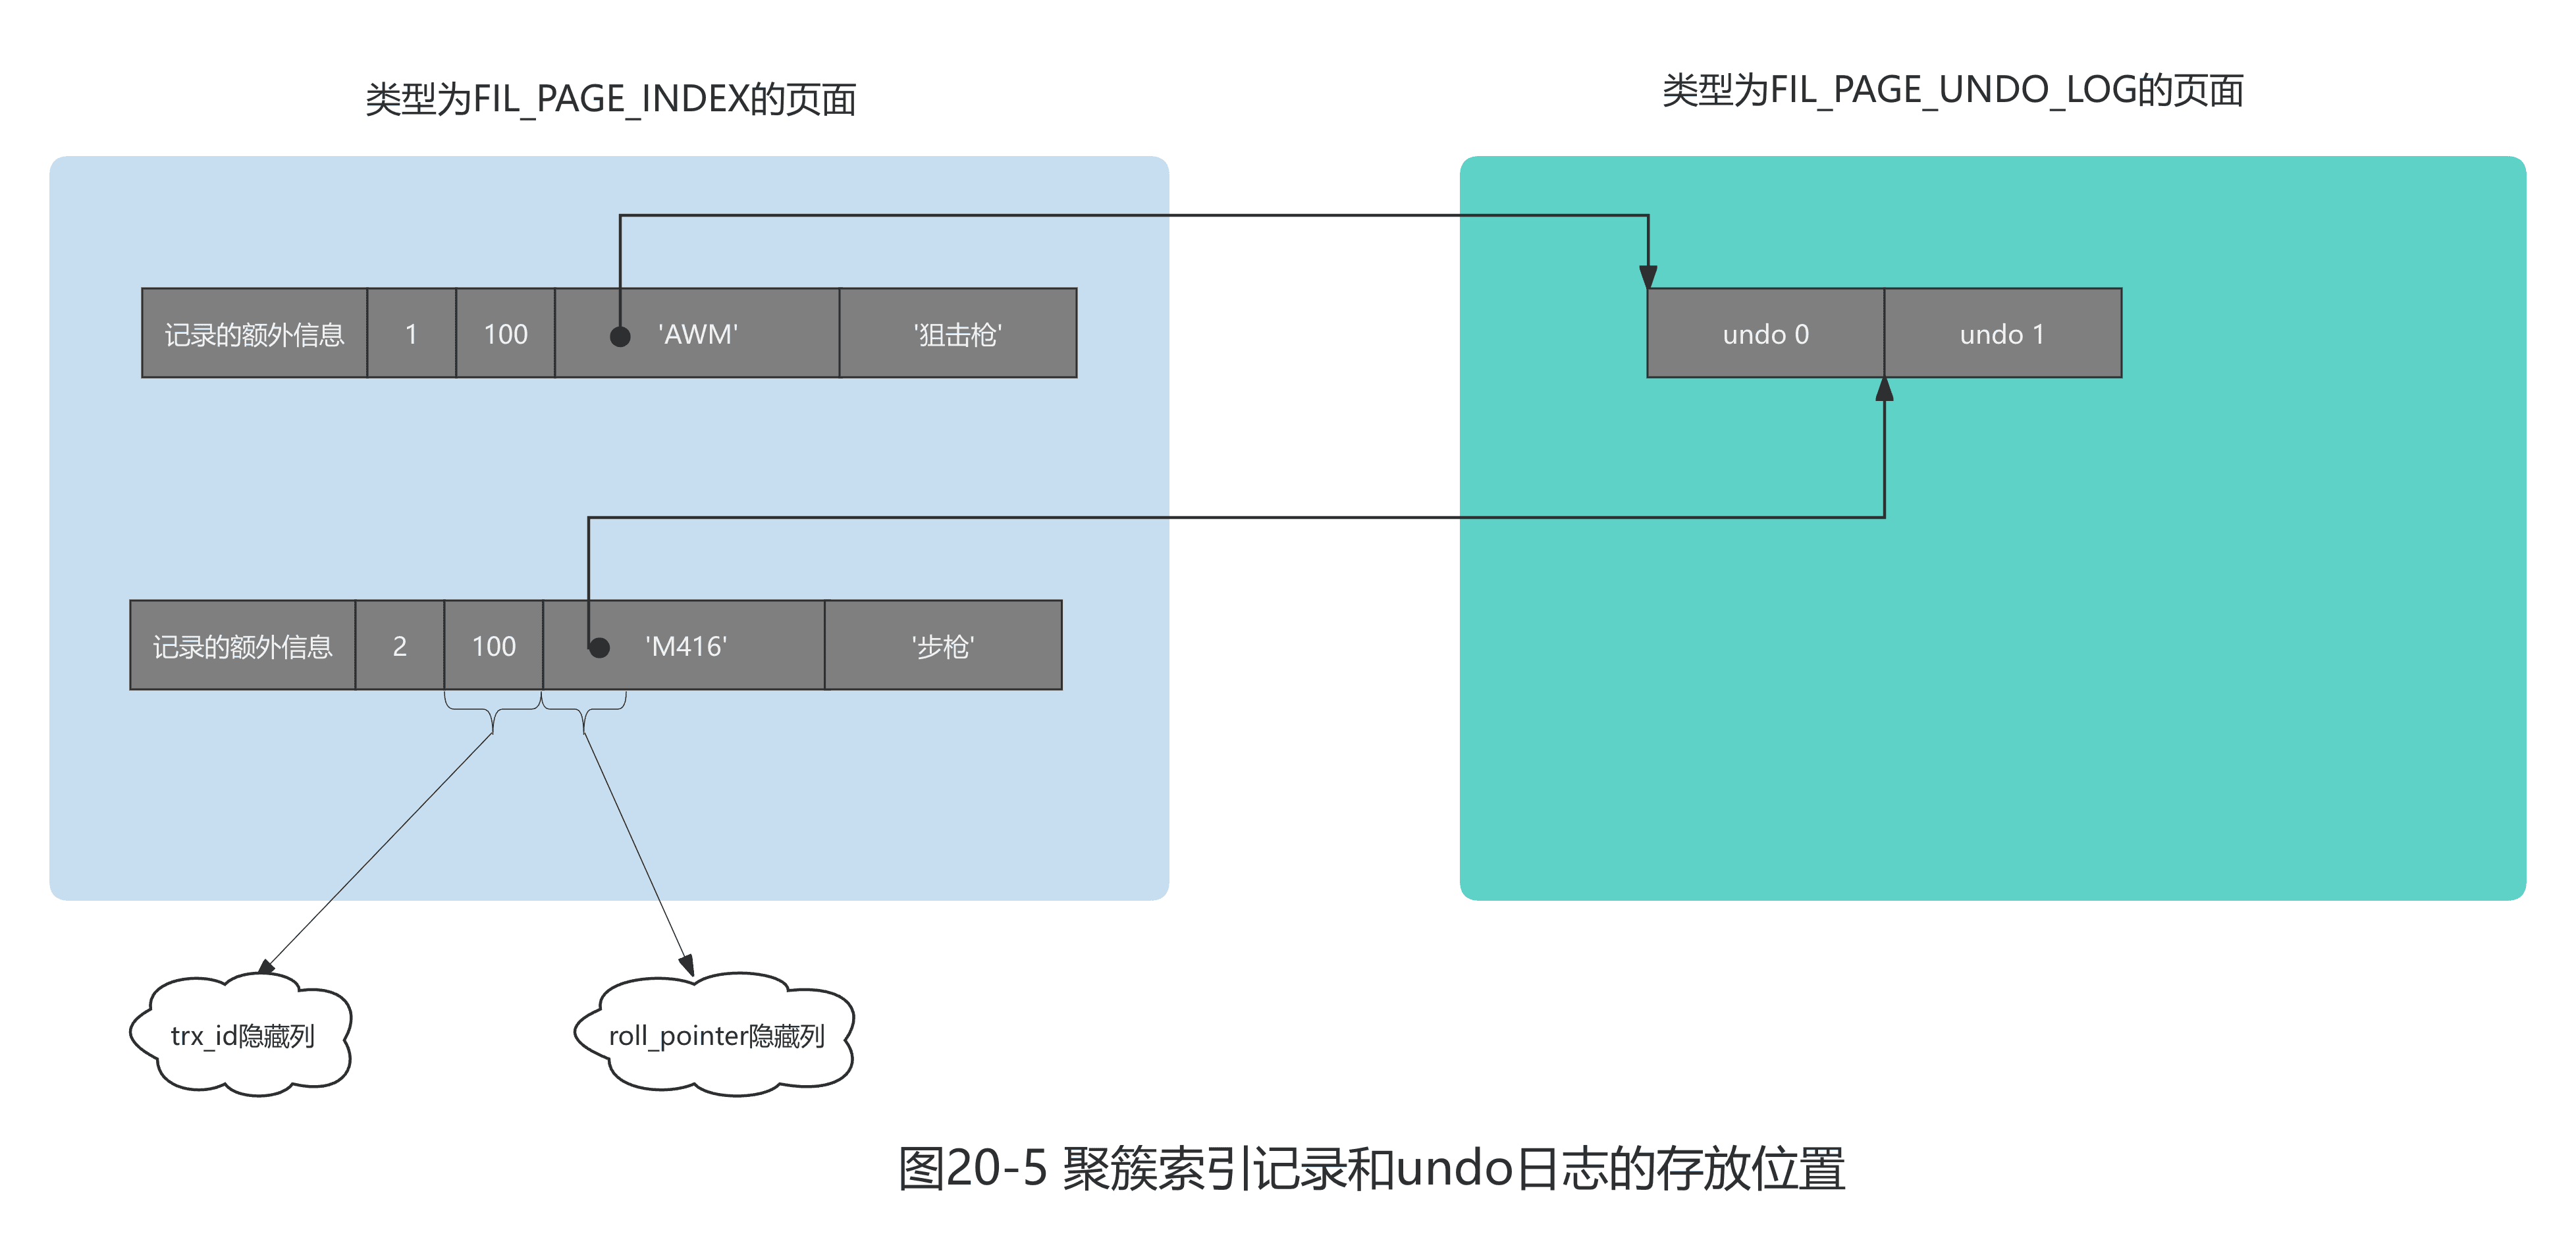 类型为FIL_PAGE_INDEX的页面
类型为FIL_PAGE_UNDO_LOG的页面
记录的额外信息 1 100 'AWM' '狙击枪'
undo 0 undo 1
记录的额外信息 2 100 'M416' '步枪'
trx_id隐藏列
roll_pointer隐藏列
图20-5 聚簇索引记录和undo日志的存放位置